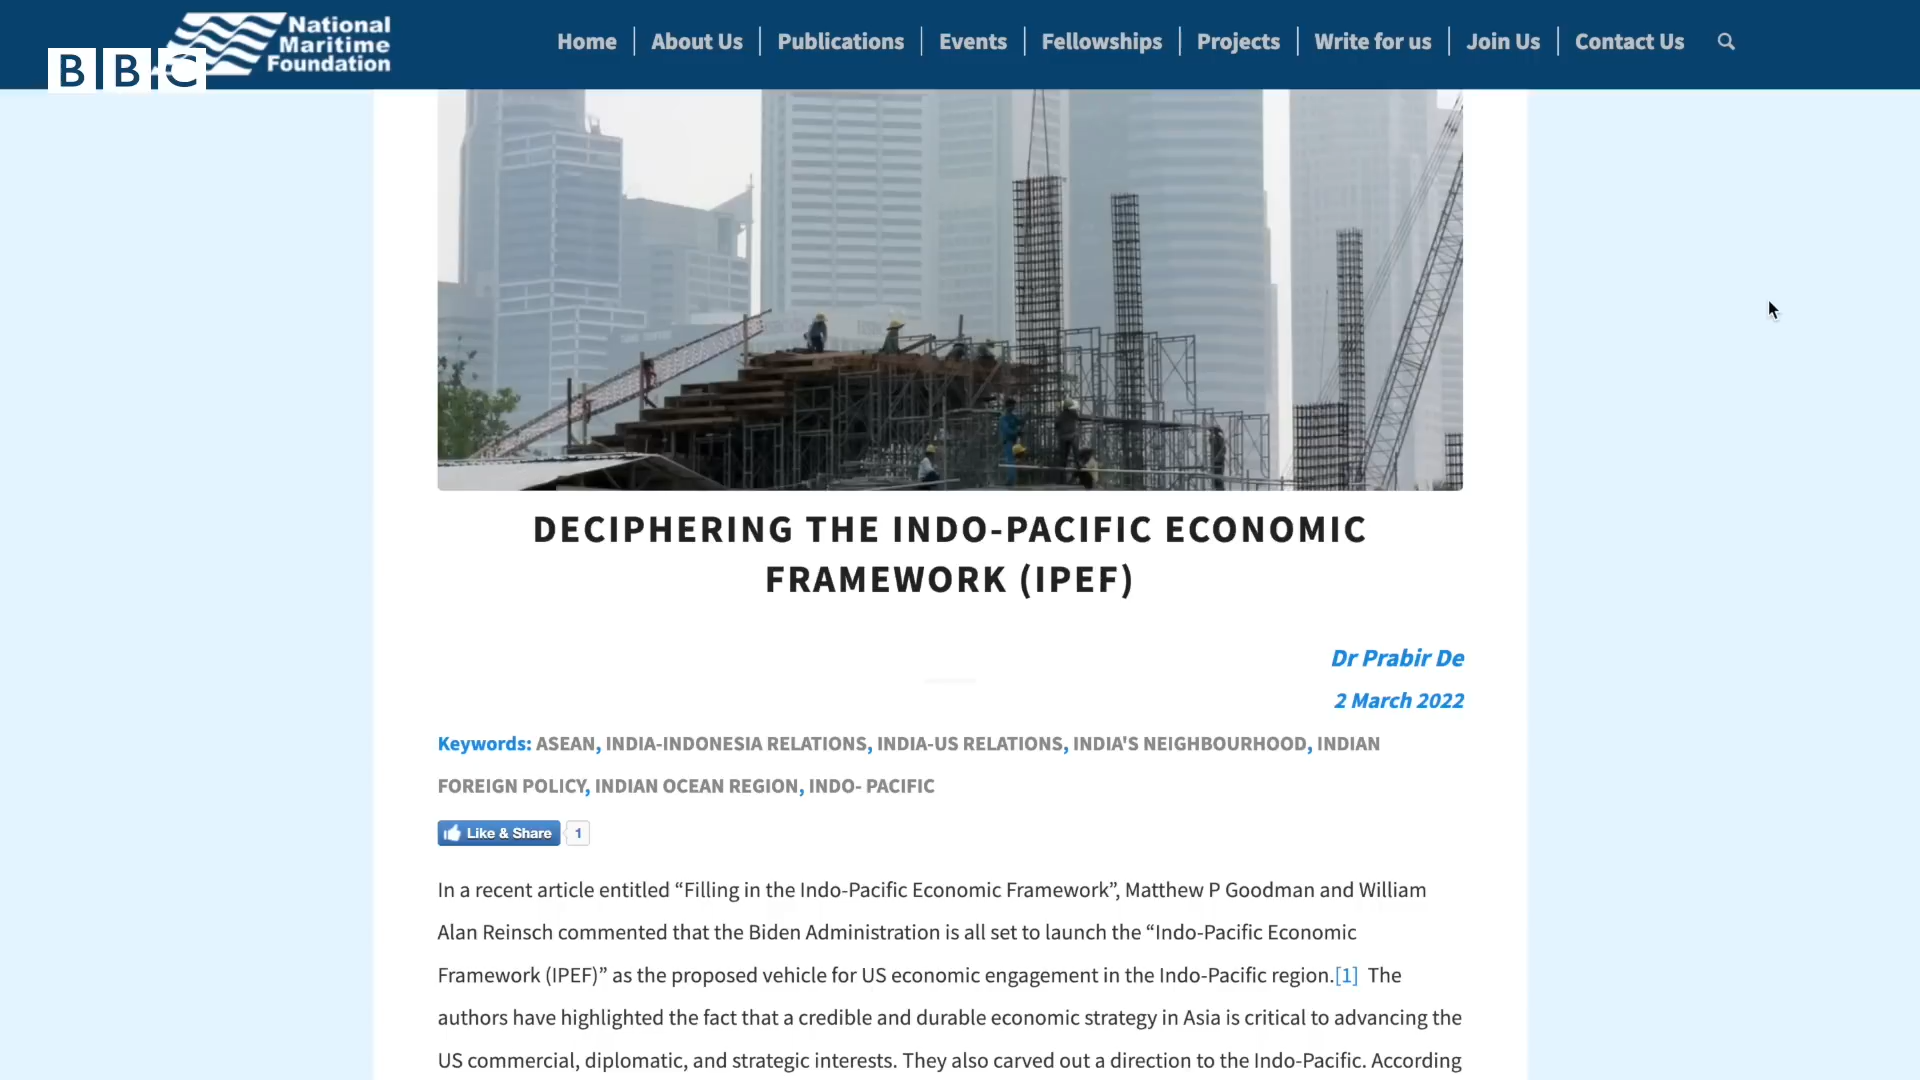 National
Maritime
Foundation
BBC
Home
About Us
Publications
Events
Fellowships
Projects
Write for us
Join Us
Contact Us
DECIPHERING THE INDO-PACIFIC ECONOMIC
FRAMEWORK (IPEF)
Dr Prabir De
2 March 2022
Keywords: ASEAN, INDIA-INDONESIA RELATIONS, INDIA-US RELATIONS, INDIA'S NEIGHBOURHOOD, INDIAN
FOREIGN POLICY, INDIAN OCEAN REGION, INDO- PACIFIC
Like & Share 1
In a recent article entitled “Filling in the Indo-Pacific Economic Framework”, Matthew P Goodman and William
Alan Reinsch commented that the Biden Administration is all set to launch the “Indo-Pacific Economic
Framework (IPEF)” as the proposed vehicle for US economic engagement in the Indo-Pacific region.[1] The
authors have highlighted the fact that a credible and durable economic strategy in Asia is critical to advancing the
US commercial, diplomatic, and strategic interests. They also carved out a direction to the Indo-Pacific. According